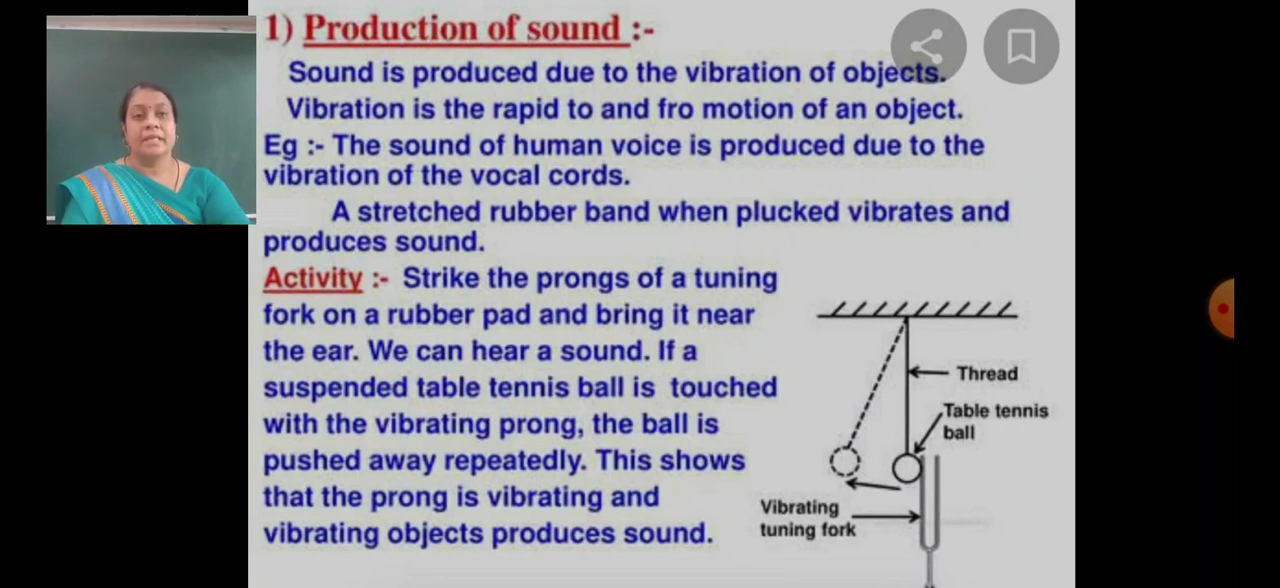 1) Production of sound :-
Sound is produced due to the vibration of objects.
Vibration is the rapid to and fro motion of an object.
Eg :- The sound of human voice is produced due to the
vibration of the vocal cords.
A stretched rubber band when plucked vibrates and
produces sound.
Activity :- Strike the prongs of a tuning
fork on a rubber pad and bring it near
the ear. We can hear a sound. If a
suspended table tennis ball is touched
with the vibrating prong, the ball is
pushed away repeatedly. This shows
that the prong is vibrating and
vibrating objects produces sound.
Thread
Table tennis
ball
Vibrating
tuning fork